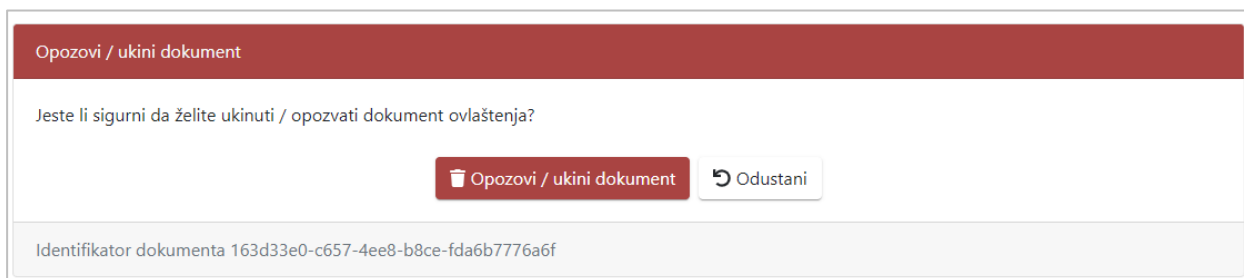 Opozovi / ukini dokument
Jeste li sigurni da želite ukinuti / opozvati dokument ovlaštenja?
Opozovi / ukini dokument Odustani
Identifikator dokumenta 163d33e0-c657-4ee8-b8ce-fda6b7776a6f